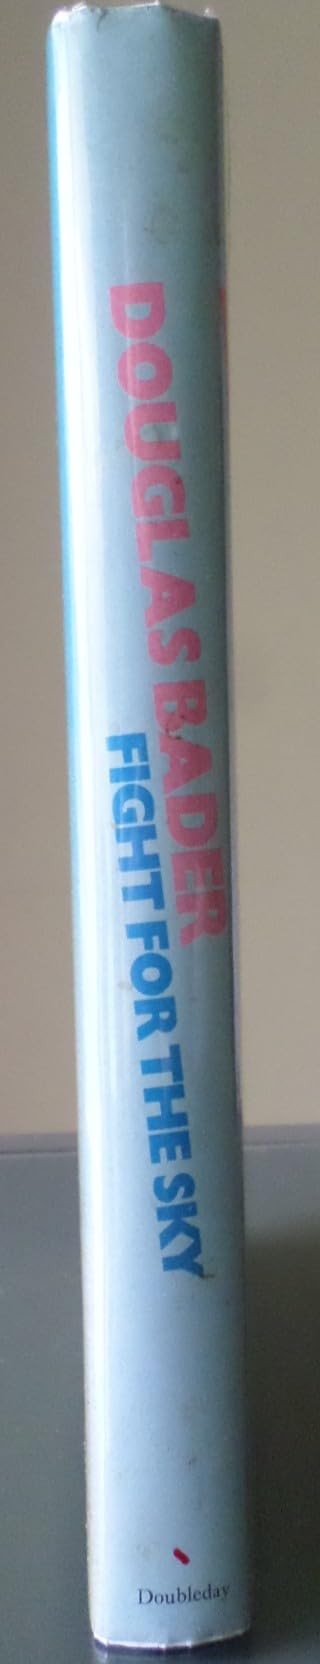 DOUGLAS BADER
FIGHT FOR THE SKY
Doubleday